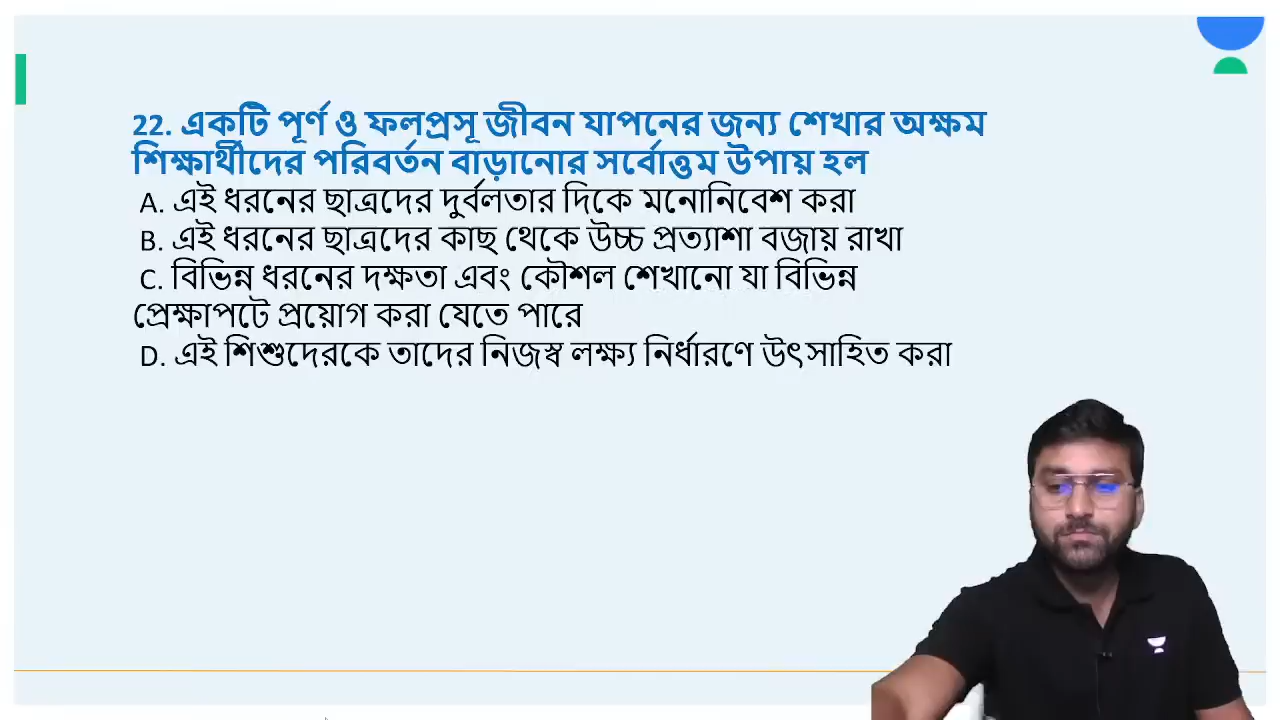 22. একটি পূর্ণ ও ফলপ্রসূ জীবন যাপনের জন্য শেখার অক্ষম
শিক্ষার্থীদের পরিবর্তন বাড়ানোর সর্বোত্তম উপায় হল
A. এই ধরনের ছাত্রদের দুর্বলতার দিকে মনোনিবেশ করা
B. এই ধরনের ছাত্রদের কাছ থেকে উচ্চ প্রত্যাশা বজায় রাখা
C. বিভিন্ন ধরনের দক্ষতা এবং কৌশল শেখানো যা বিভিন্ন
প্রেক্ষাপটে প্রয়োগ করা যেতে পারে
D. এই শিশুদেরকে তাদের নিজস্ব লক্ষ্য নির্ধারণে উৎসাহিত করা